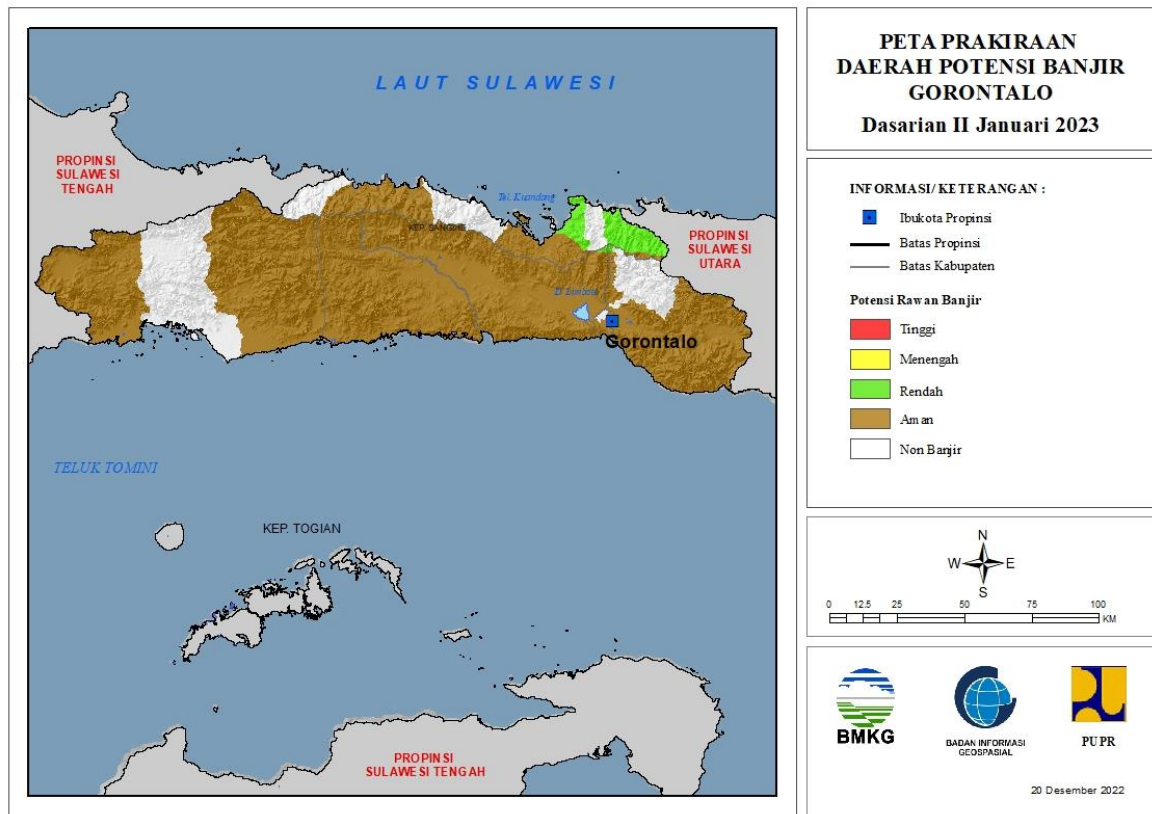 LAUT SULAWESI
PROPINSI
SULAWESI
TENGAH
Tel. Kuandang
KEP. SANGIHE
PROPINSI
SULAWESI
UTARA
D. Limboto
Gorontalo
TELUK TOMINI
KEP. TOGIAN
PROPINSI
SULAWESI TENGAH
PETA PRAKIRAAN
DAERAH POTENSI BANJIR
GORONTALO
Dasarian II Januari 2023
INFORMASI/ KETERANGAN :
Ibukota Propinsi
Batas Propinsi
Batas Kabupaten
Potensi Rawan Banjir
Tinggi
Menengah
Rendah
Aman
Non Banjir
N
W E
S
0 12.5 25 50 75 100
KM
BMKG
BADAN INFORMASI
GEOSPASIAL
PUPR
20 Desember 2022